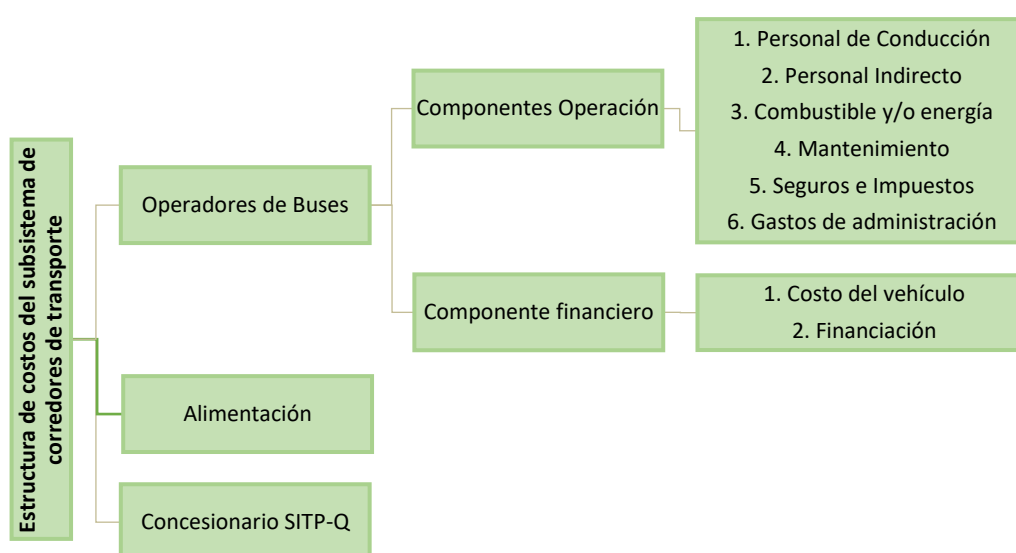 Estructura de costos del subsistema de
corredores de transporte
Operadores de Buses
Componentes Operación
1. Personal de Conducción
2. Personal Indirecto
3. Combustible y/o energía
4. Mantenimiento
5. Seguros e Impuestos
6. Gastos de administración
Componente financiero
1. Costo del vehículo
2. Financiación
Alimentación
Concesionario SITP-Q